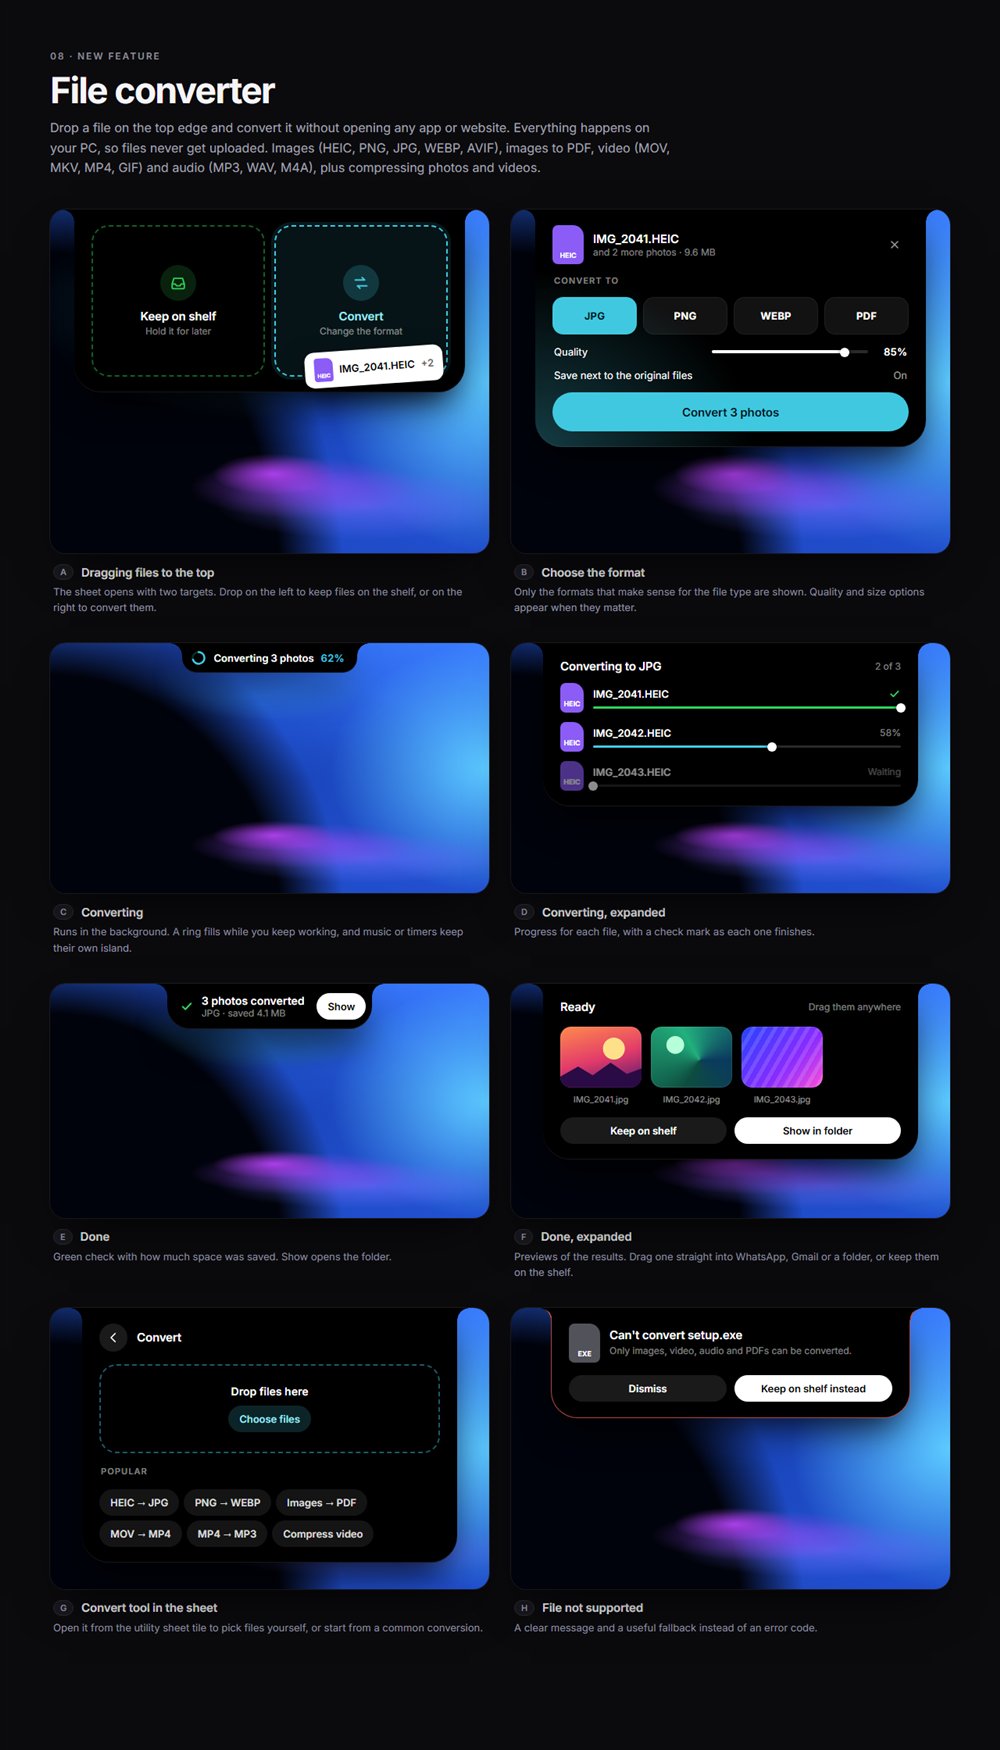 08 · NEW FEATURE
File converter
Drop a file on the top edge and convert it without opening any app or website. Everything happens on
your PC, so files never get uploaded. Images (HEIC, PNG, JPG, WEBP, AVIF), images to PDF, video (MOV,
MKV, MP4, GIF) and audio (MP3, WAV, M4A), plus compressing photos and videos.
Keep on shelf
Hold it for later
Convert
Change the format
HEIC
IMG_2041.HEIC +2
A Dragging files to the top
The sheet opens with two targets. Drop on the left to keep files on the shelf, or on the
right to convert them.
HEIC
IMG_2041.HEIC
and 2 more photos · 9.6 MB
CONVERT TO
JPG PNG WEBP PDF
Quality 85%
Save next to the original files On
Convert 3 photos
B Choose the format
Only the formats that make sense for the file type are shown. Quality and size options
appear when they matter.
Converting 3 photos 62%
C Converting
Runs in the background. A ring fills while you keep working, and music or timers keep
their own island.
Converting to JPG 2 of 3
HEIC IMG_2041.HEIC
HEIC IMG_2042.HEIC 58%
HEIC IMG_2043.HEIC Waiting
D Converting, expanded
Progress for each file, with a check mark as each one finishes.
3 photos converted
JPG · saved 4.1 MB
Show
E Done
Green check with how much space was saved. Show opens the folder.
Ready Drag them anywhere
IMG_2041.jpg IMG_2042.jpg IMG_2043.jpg
Keep on shelf Show in folder
F Done, expanded
Previews of the results. Drag one straight into WhatsApp, Gmail or a folder, or keep them
on the shelf.
Convert
Drop files here
Choose files
POPULAR
HEIC → JPG PNG → WEBP Images → PDF
MOV → MP4 MP4 → MP3 Compress video
G Convert tool in the sheet
Open it from the utility sheet tile to pick files yourself, or start from a common conversion.
EXE
Can't convert setup.exe
Only images, video, audio and PDFs can be converted.
Dismiss Keep on shelf instead
H File not supported
A clear message and a useful fallback instead of an error code.